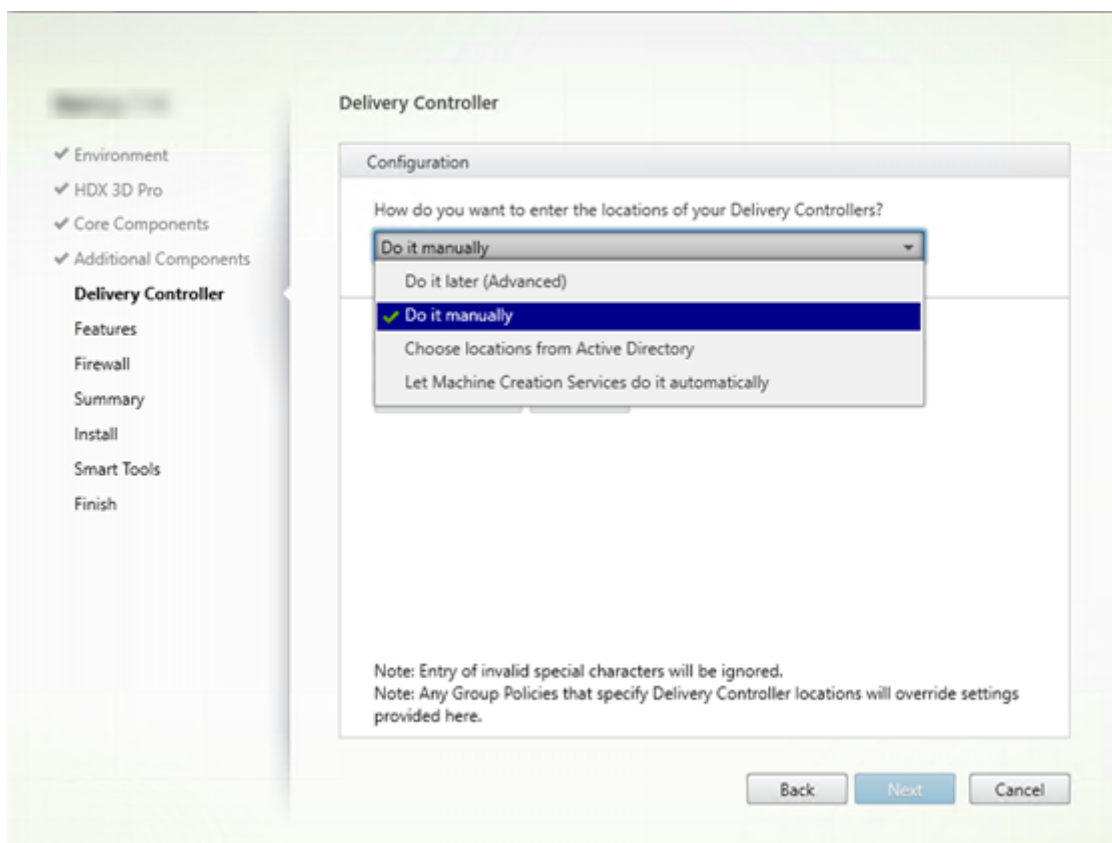 Delivery Controller
Environment
HDX 3D Pro
Core Components
Additional Components
Delivery Controller
Features
Firewall
Summary
Install
Smart Tools
Finish
Configuration
How do you want to enter the locations of your Delivery Controllers?
Do it manually
Do it later (Advanced)
Do it manually
Choose locations from Active Directory
Let Machine Creation Services do it automatically
Note: Entry of invalid special characters will be ignored.
Note: Any Group Policies that specify Delivery Controller locations will override settings
provided here.
Back
Next
Cancel